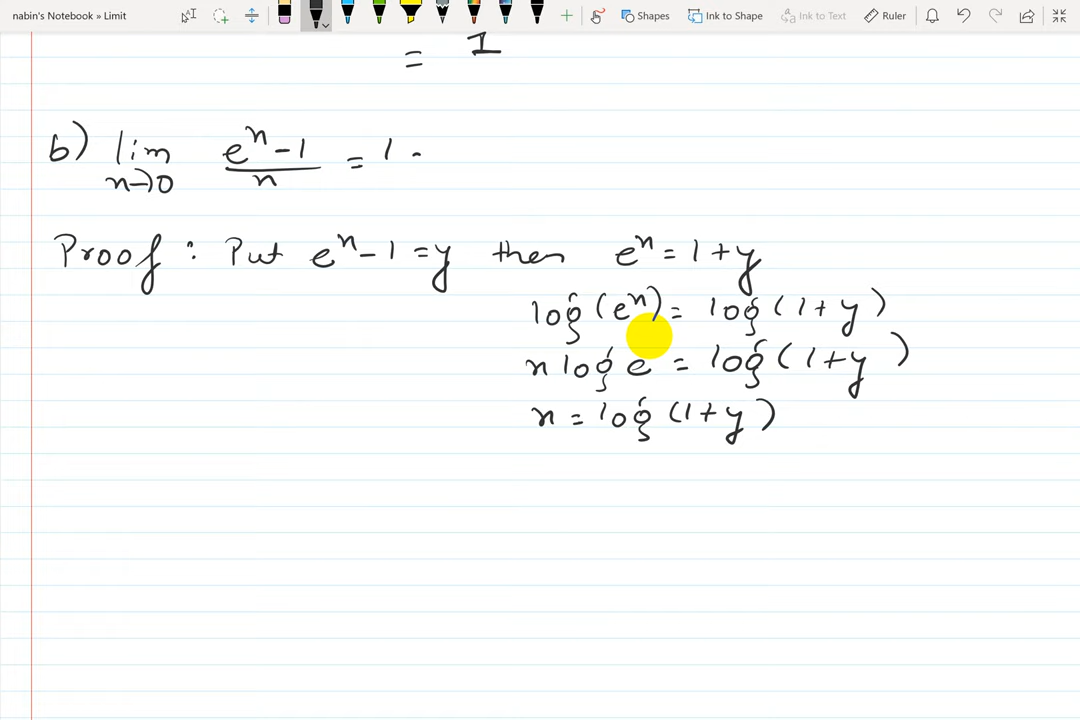 nabin's Notebook » Limit
Shapes
Ink to Shape
Ink to Text
Ruler
= 1
b) lim n→0 (e^n - 1)/n = 1.
Proof : Put e^n - 1 = y then e^n = 1 + y
log (e^n) = log (1 + y)
n log e = log (1 + y)
n = log (1 + y)